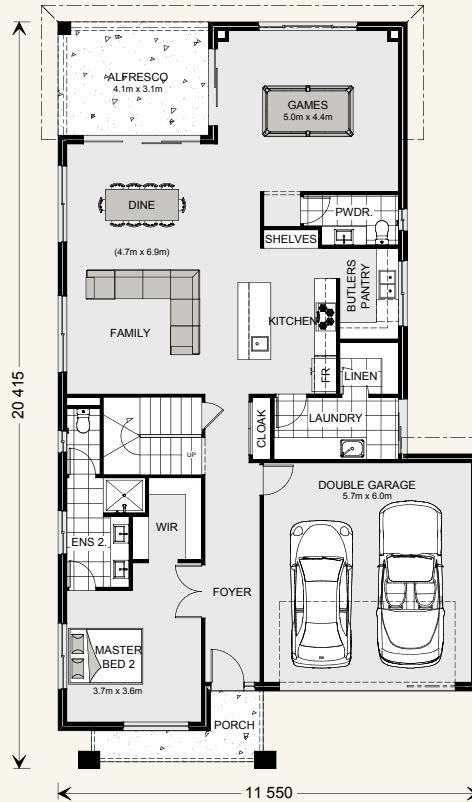 ALFRESCO
4.1m x 3.1m
GAMES
5.0m x 4.4m
DINE
PWDR.
SHELVES
(4.7m x 6.9m)
BUTLERS
PANTRY
KITCHEN
FAMILY
FR
LINEN
CLOAK
LAUNDRY
UP
20 415
DOUBLE GARAGE
5.7m x 6.0m
WIR
ENS 2.
FOYER
MASTER
BED 2
3.7m x 3.6m
PORCH
11 550